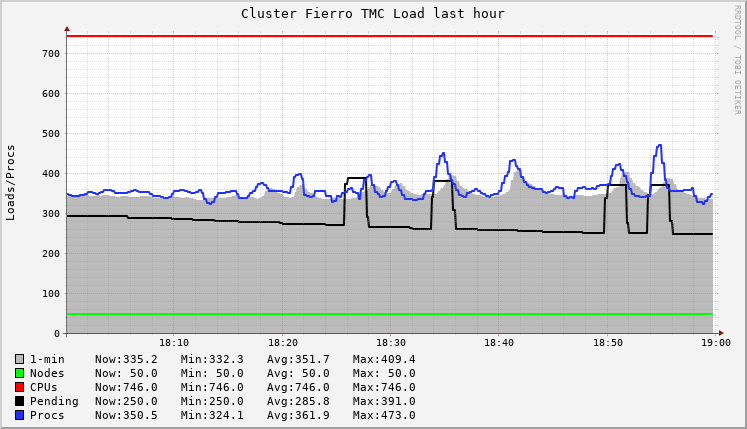 Cluster Fierro TMC Load last hour
RRDTOOL / TOBI OETIKER
Loads/Procs
700
600
500
400
300
200
100
0
18:10 18:20 18:30 18:40 18:50 19:00
1-min Now:335.2 Min:332.3 Avg:351.7 Max:409.4
Nodes Now: 50.0 Min: 50.0 Avg: 50.0 Max: 50.0
CPUs Now:746.0 Min:746.0 Avg:746.0 Max:746.0
Pending Now:250.0 Min:250.0 Avg:285.8 Max:391.0
Procs Now:350.5 Min:324.1 Avg:361.9 Max:473.0